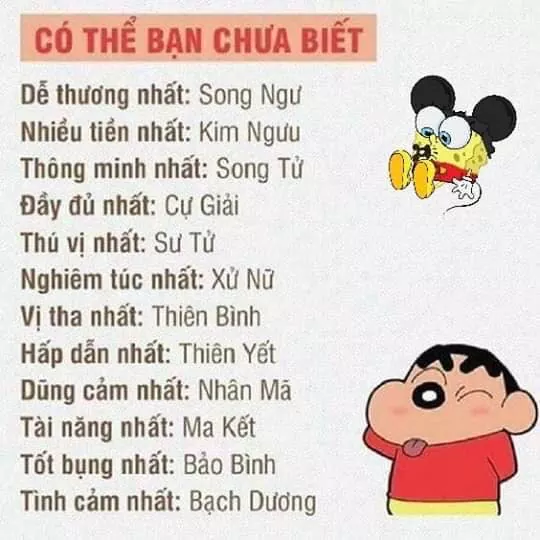 CÓ THỂ BẠN CHƯA BIẾT
Dễ thương nhất: Song Ngư
Nhiều tiền nhất: Kim Ngưu
Thông minh nhất: Song Tử
Đầy đủ nhất: Cự Giải
Thú vị nhất: Sư Tử
Nghiêm túc nhất: Xử Nữ
Vị tha nhất: Thiên Bình
Hấp dẫn nhất: Thiên Yết
Dũng cảm nhất: Nhân Mã
Tài năng nhất: Ma Kết
Tốt bụng nhất: Bảo Bình
Tình cảm nhất: Bạch Dương